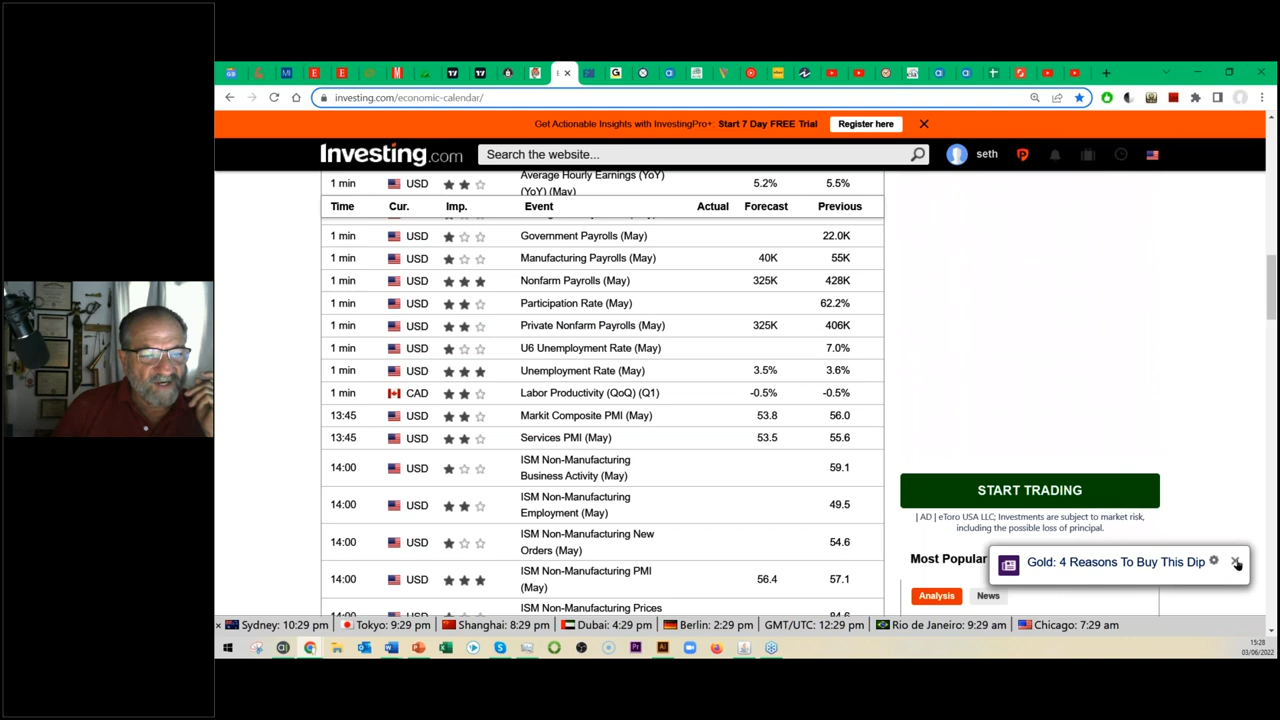 investing.com/economic-calendar/
Get Actionable Insights with InvestingPro+: Start 7 Day FREE Trial
Register here
Investing.com
Search the website...
seth
1 min USD Average Hourly Earnings (YoY)
(YoY) (May) 5.2% 5.5%
Time Cur. Imp. Event Actual Forecast Previous
1 min USD Government Payrolls (May) 22.0K
1 min USD Manufacturing Payrolls (May) 40K 55K
1 min USD Nonfarm Payrolls (May) 325K 428K
1 min USD Participation Rate (May) 62.2%
1 min USD Private Nonfarm Payrolls (May) 325K 406K
1 min USD U6 Unemployment Rate (May) 7.0%
1 min USD Unemployment Rate (May) 3.5% 3.6%
1 min CAD Labor Productivity (QoQ) (Q1) -0.5% -0.5%
13:45 USD Markit Composite PMI (May) 53.8 56.0
13:45 USD Services PMI (May) 53.5 55.6
14:00 USD ISM Non-Manufacturing
Business Activity (May) 59.1
14:00 USD ISM Non-Manufacturing
Employment (May) 49.5
14:00 USD ISM Non-Manufacturing New
Orders (May) 54.6
14:00 USD ISM Non-Manufacturing PMI
(May) 56.4 57.1
14:00 USD ISM Non-Manufacturing Prices 84.6
START TRADING
| AD | eToro USA LLC; Investments are subject to market risk,
including the possible loss of principal.
Most Popular
Gold: 4 Reasons To Buy This Dip
Analysis
News
Sydney: 10:29 pm Tokyo: 9:29 pm Shanghai: 8:29 pm Dubai: 4:29 pm Berlin: 2:29 pm GMT/UTC: 12:29 pm Rio de Janeiro: 9:29 am Chicago: 7:29 am
15:28
03/06/2022